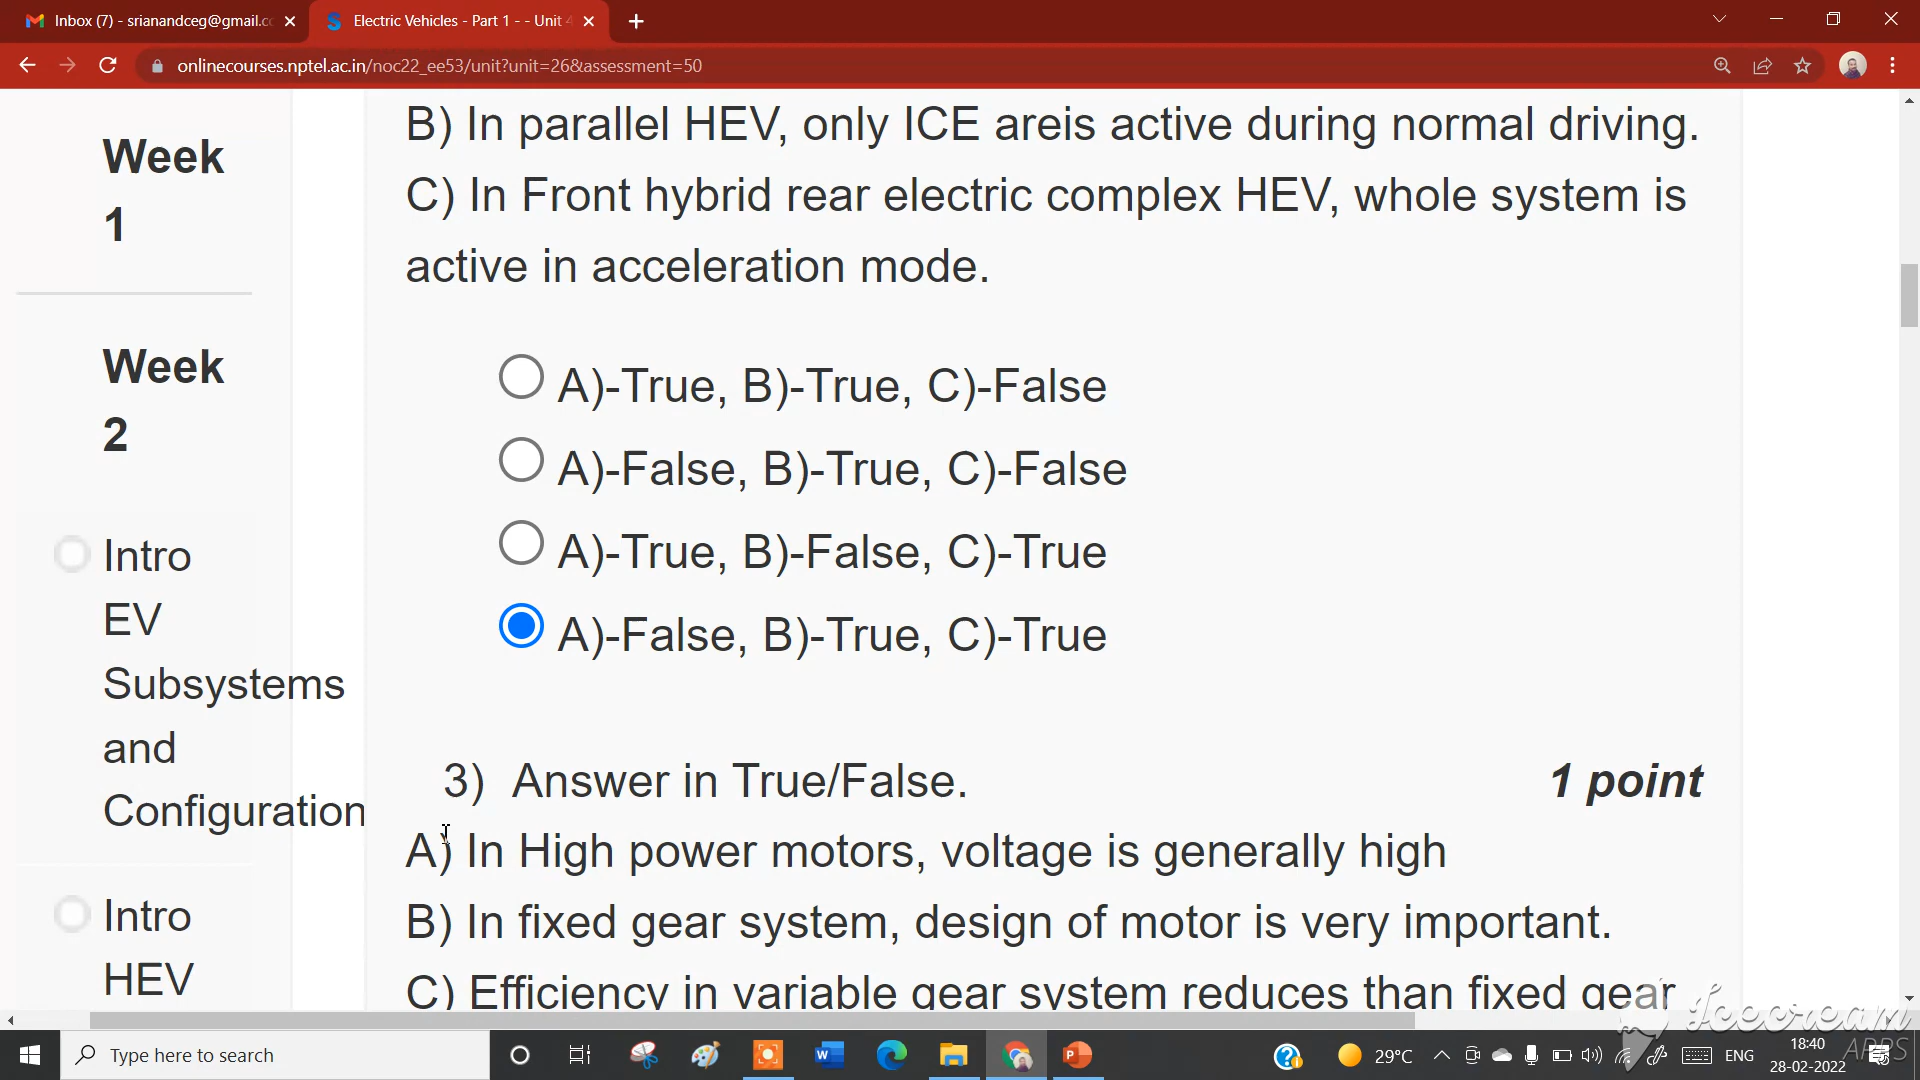 Inbox (7) - srianandceg@gmail.cc
Electric Vehicles - Part 1 - - Unit 4
onlinecourses.nptel.ac.in/noc22_ee53/unit?unit=26&assessment=50
Week
1
Week
2
Intro
EV
Subsystems
and
Configuration
Intro
HEV
B) In parallel HEV, only ICE areis active during normal driving.
C) In Front hybrid rear electric complex HEV, whole system is
active in acceleration mode.
A)-True, B)-True, C)-False
A)-False, B)-True, C)-False
A)-True, B)-False, C)-True
A)-False, B)-True, C)-True
3) Answer in True/False.
1 point
A) In High power motors, voltage is generally high
B) In fixed gear system, design of motor is very important.
C) Efficiency in variable gear system reduces than fixed gear
Icecream
APPS
Type here to search
29°C
ENG
18:40
28-02-2022